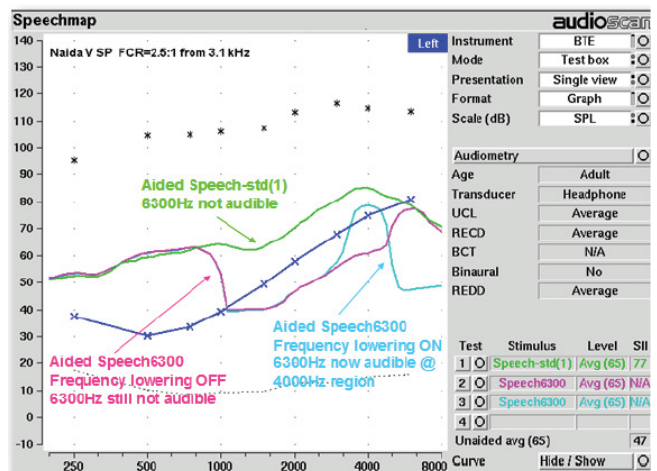 Speechmap
audioscan
Naida V SP FCR=2.5:1 from 3.1 kHz
Left
140
130
120
110
100
90
80
70
60
50
40
30
20
10
0
-10
250
500
1000
2000
4000
8000
Aided Speech-std(1)
6300Hz not audible
Aided Speech6300
Frequency lowering OFF
6300Hz still not audible
Aided Speech6300
Frequency lowering ON
6300Hz now audible @
4000Hz region
Instrument BTE
Mode Test box
Presentation Single view
Format Graph
Scale (dB) SPL
Audiometry
Age Adult
Transducer Headphone
UCL Average
RECD Average
BCT N/A
Binaural No
REDD Average
Test Stimulus Level SII
1 Speech-std(1) Avg (65) 77
2 Speech6300 Avg (65) N/A
3 Speech6300 Avg (65) N/A
4
Unaided avg (65) 47
Curve Hide / Show